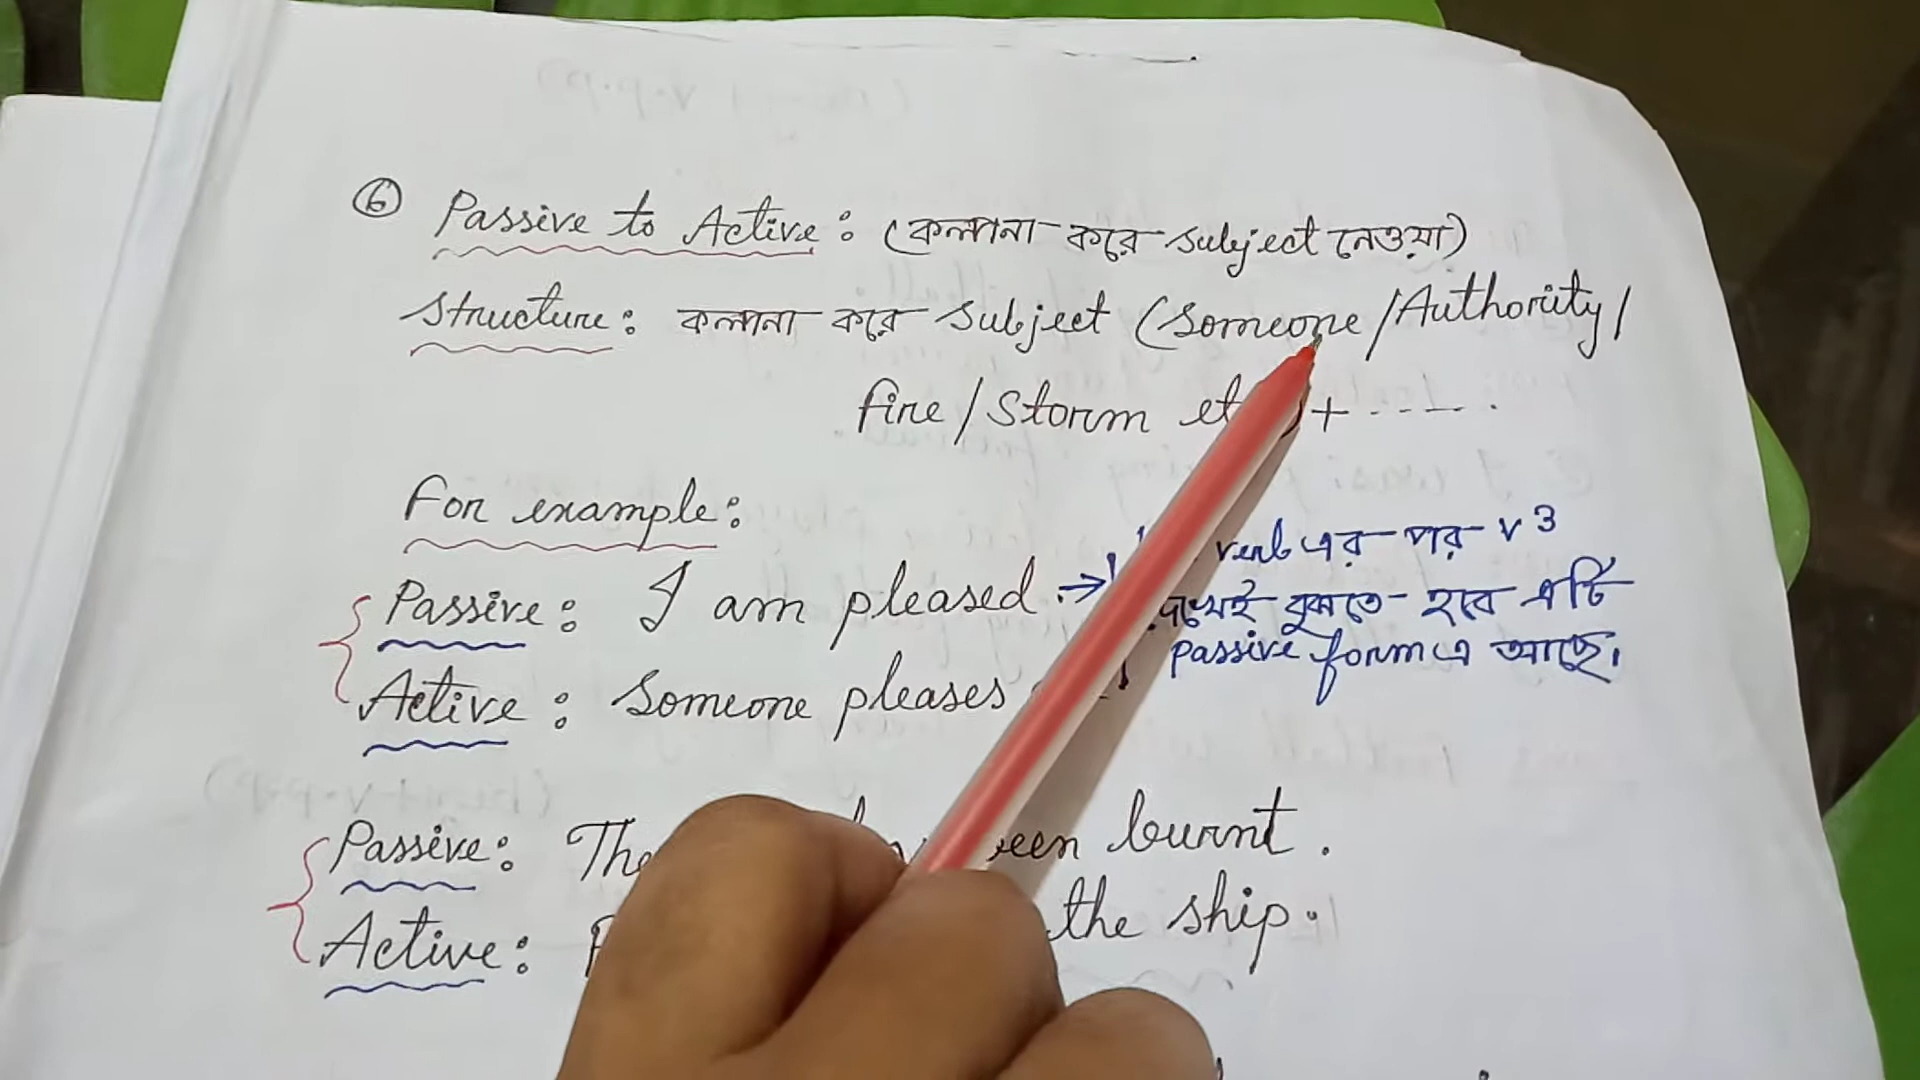 ⑥ Passive to Active: (কল্পনা করে subject নেওয়া)
Structure: কল্পনা করে subject (Someone/Authority/
fire/Storm et + ------.
For example:
Passive: I am pleased. → verb এর পর v3
দেখেই বুঝতে হবে এটি
passive form এ আছে।
Active: Someone pleases
Passive: The een burnt.
Active: the ship.